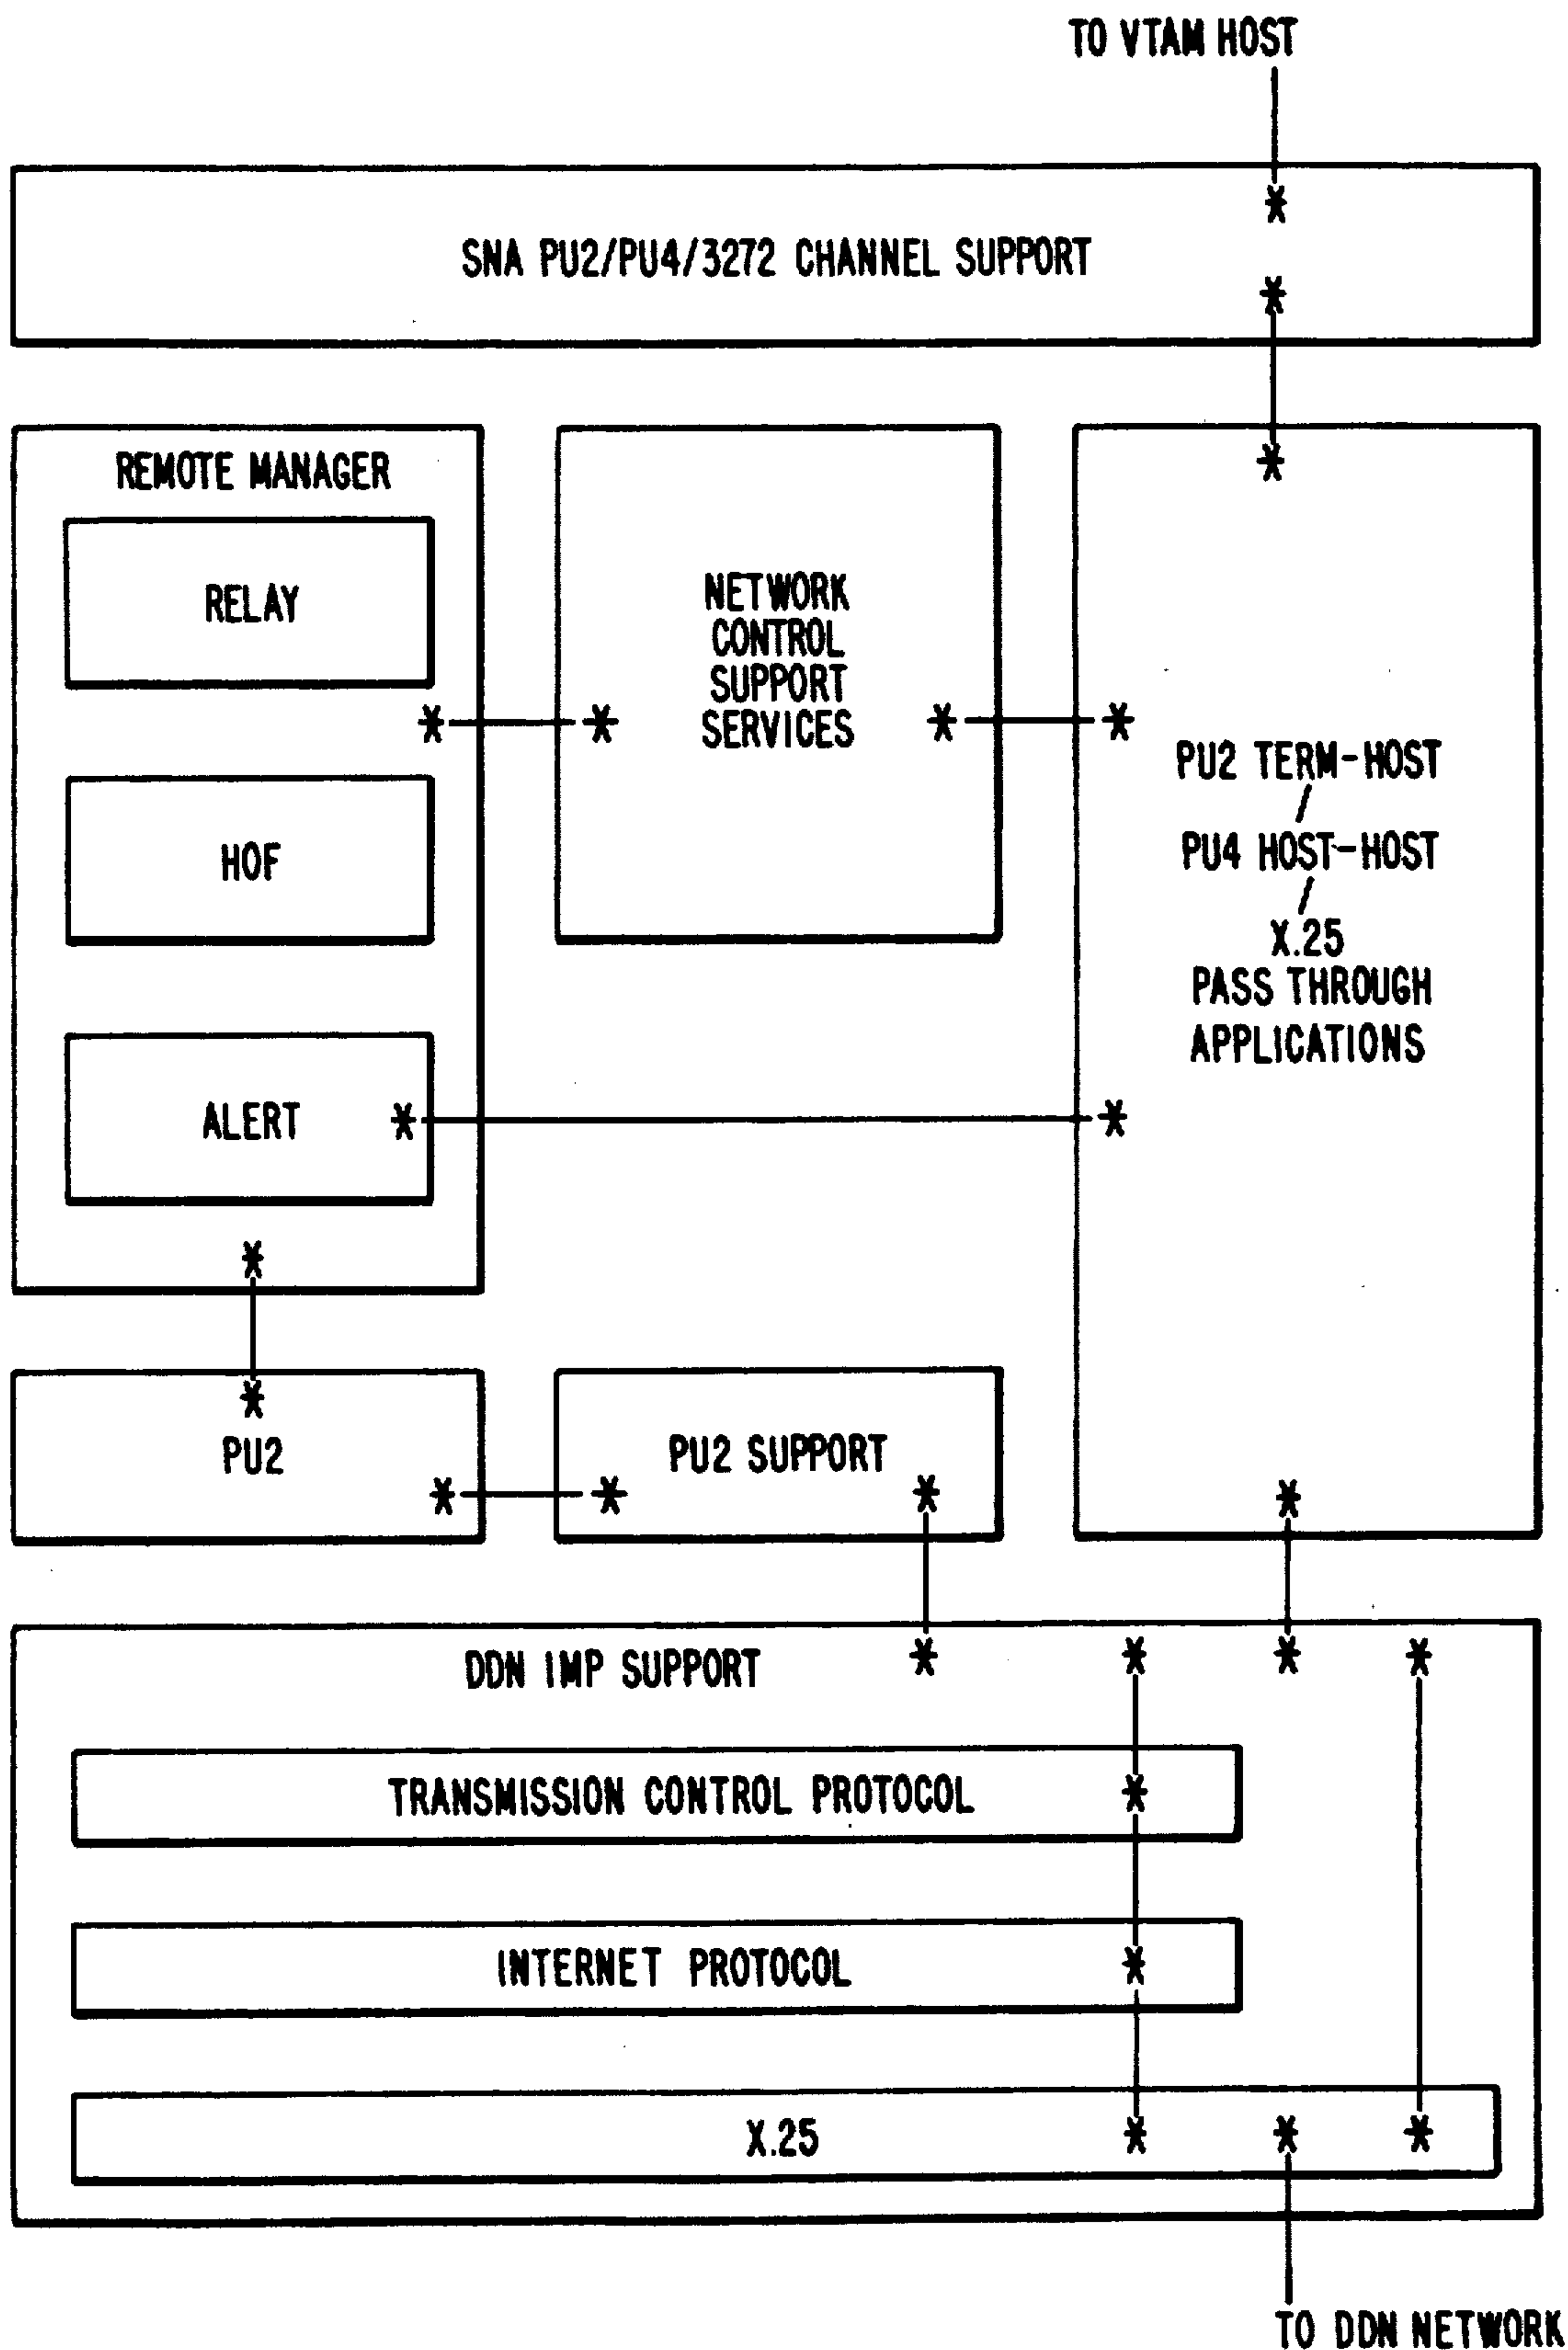 TO VTAM HOST
SNA PU2/PU4/3272 CHANNEL SUPPORT
REMOTE MANAGER
RELAY
HOF
ALERT
NETWORK
CONTROL
SUPPORT
SERVICES
PU2 TERM-HOST
/
PU4 HOST-HOST
/
X.25
PASS THROUGH
APPLICATIONS
PU2
PU2 SUPPORT
DDN IMP SUPPORT
TRANSMISSION CONTROL PROTOCOL
INTERNET PROTOCOL
X.25
TO DDN NETWORK